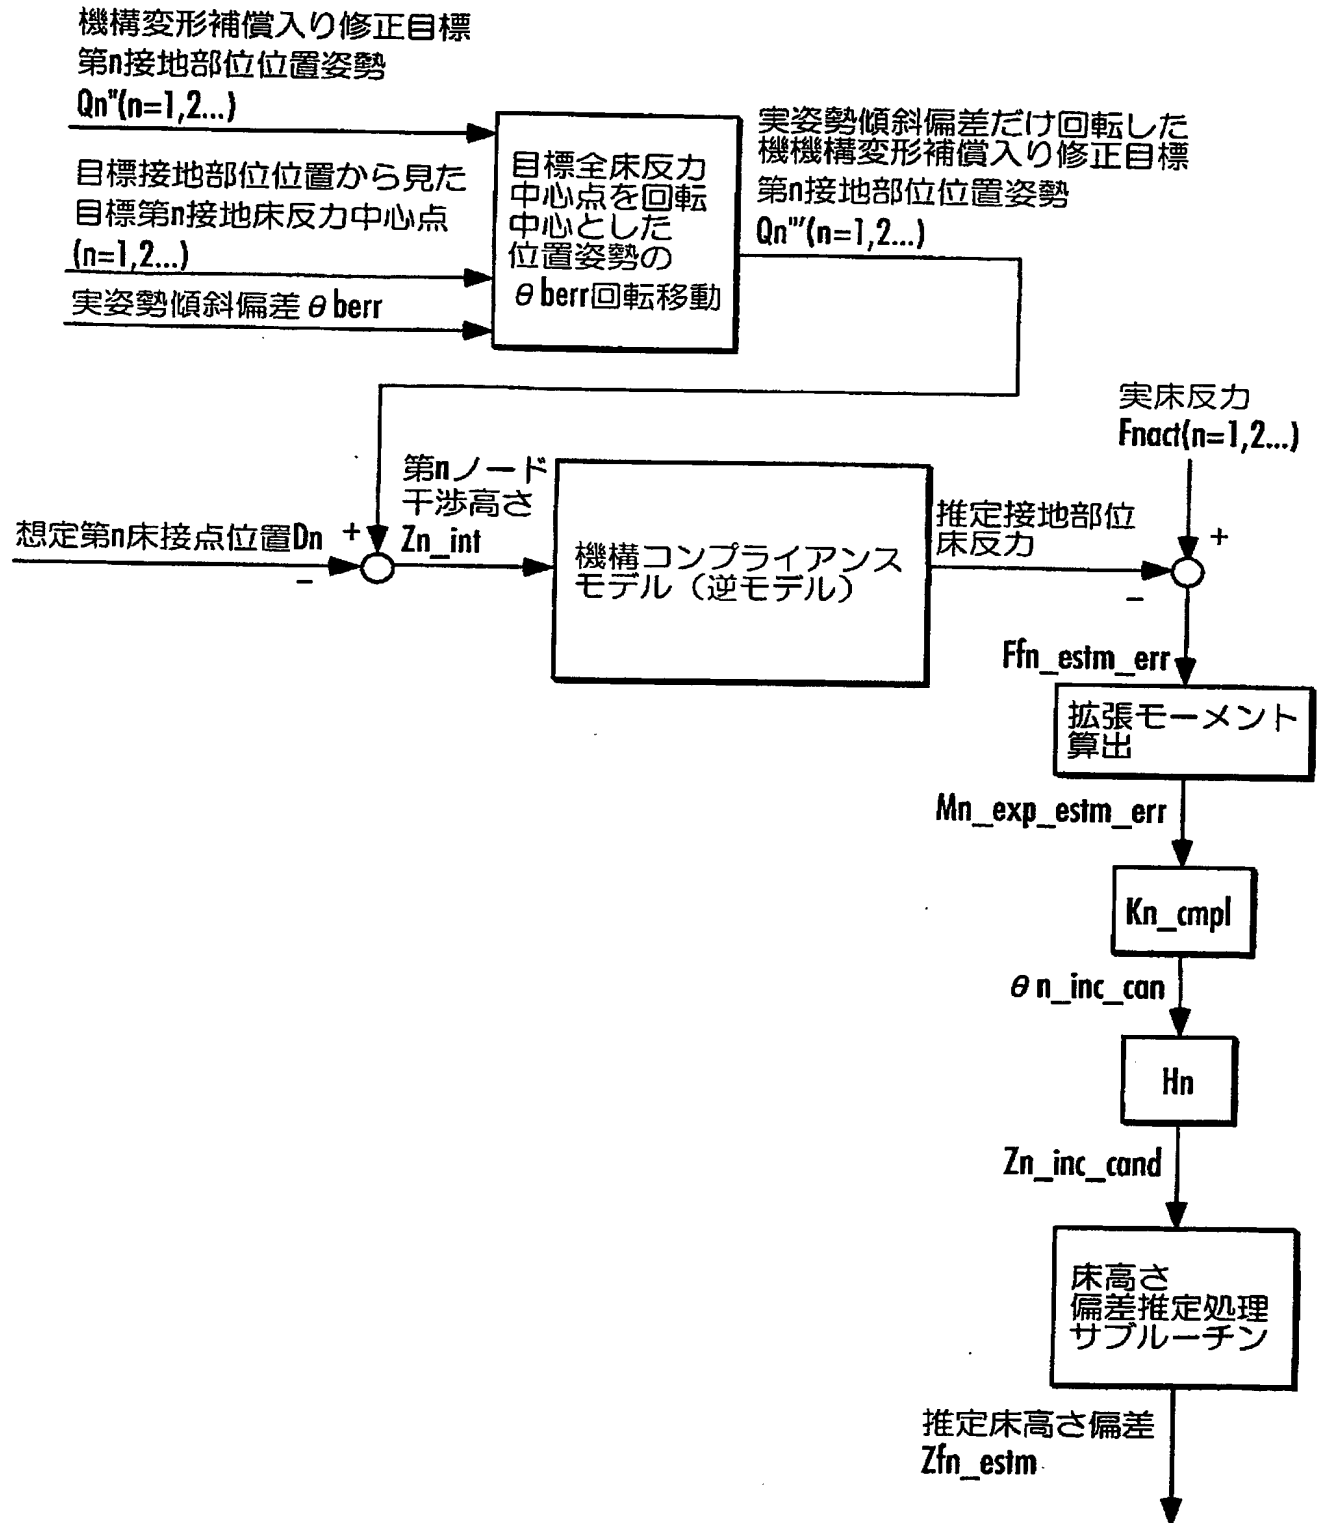 機構変形補償入り修正目標
第n接地部位位置姿勢
Qn"(n=1,2...)
目標接地部位位置から見た
目標第n接地床反力中心点
(n=1,2...)
実姿勢傾斜偏差θberr
目標全床反力
中心点を回転
中心とした
位置姿勢の
θberr回転移動
実姿勢傾斜偏差だけ回転した
機機構変形補償入り修正目標
第n接地部位位置姿勢
Qn"'(n=1,2...)
実床反力
Fnact(n=1,2...)
+
-
想定第n床接点位置Dn
+
-
第nノード
干渉高さ
Zn_int
機構コンプライアンス
モデル（逆モデル）
推定接地部位
床反力
Ffn_estm_err
拡張モーメント
算出
Mn_exp_estm_err
Kn_cmpl
θn_inc_can
Hn
Zn_inc_cand
床高さ
偏差推定処理
サブルーチン
推定床高さ偏差
Zfn_estm